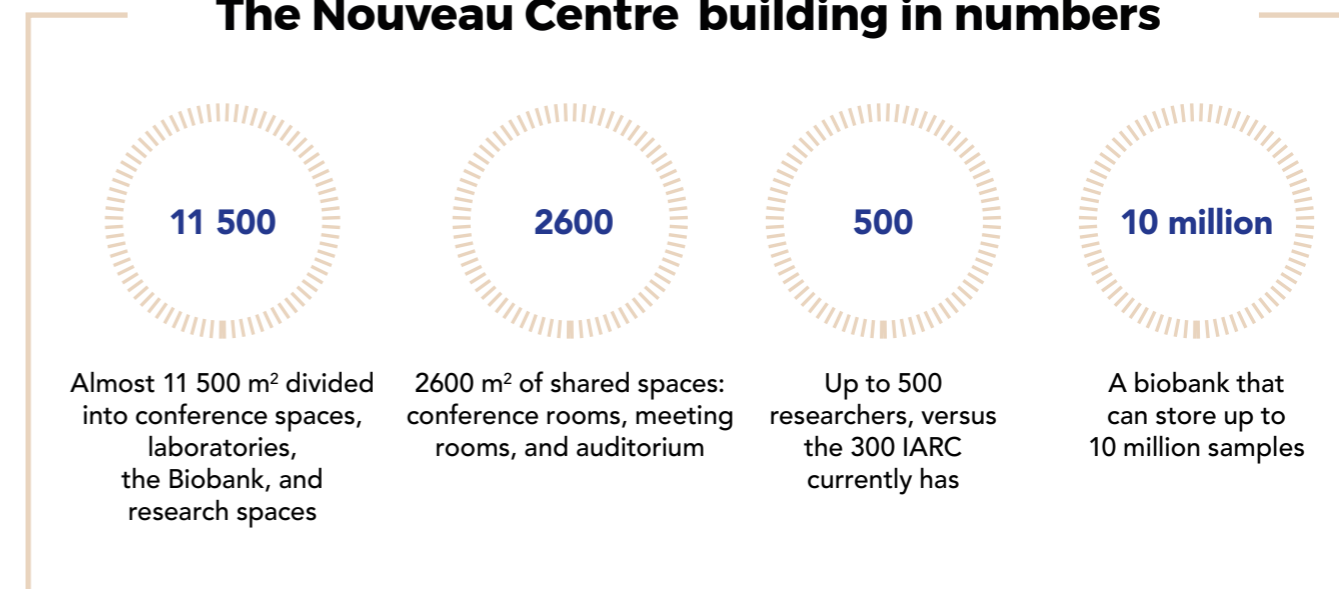 The Nouveau Centre building in numbers
11 500
2600
500
10 million
Almost 11 500 m² divided
into conference spaces,
laboratories,
the Biobank, and
research spaces
2600 m² of shared spaces:
conference rooms, meeting
rooms, and auditorium
Up to 500
researchers, versus
the 300 IARC
currently has
A biobank that
can store up to
10 million samples